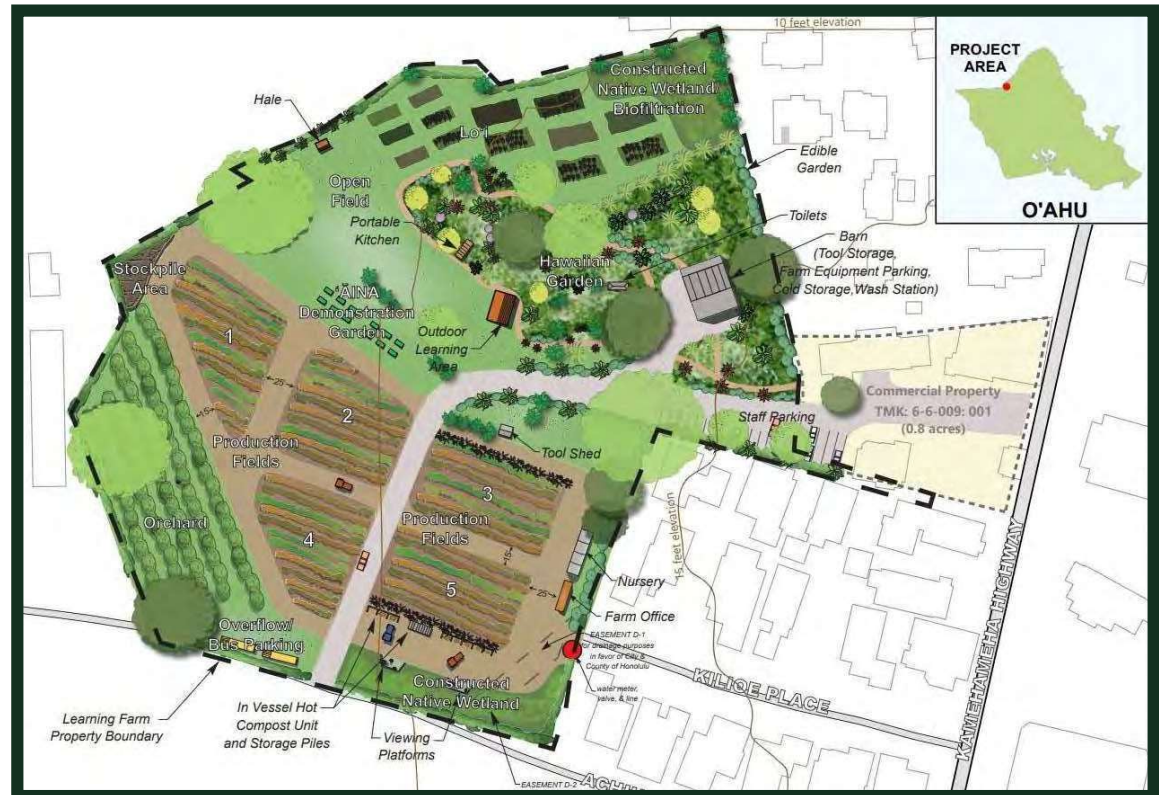 10 feet elevation
PROJECT
AREA
O'AHU
Constructed
Native Wetland/
Biofiltration
Hale
Lo'i
Edible
Garden
Open
Field
Portable
Kitchen
Toilets
Barn
(Tool Storage,
Farm Equipment Parking,
Cold Storage,Wash Station)
Hawaiian
Garden
Stockpile
Area
ʻĀINA
Demonstration
Garden
Outdoor
Learning
Area
1
25'
15'
2
Commercial Property
TMK: 6-6-009: 001
(0.8 acres)
Staff Parking
Tool Shed
Production
Fields
3
Production
Fields
4
15'
15 feet elevation
Orchard
5
25'
Nursery
Farm Office
Overflow/
Bus Parking
EASEMENT D-1
for drainage purposes
in favor of City &
County of Honolulu
water meter,
valve, & line
KILIOE PLACE
KAMEHAMEHA HIGHWAY
Constructed
Native Wetland
Learning Farm
Property Boundary
In Vessel Hot
Compost Unit
and Storage Piles
Viewing
Platforms
EASEMENT D-2